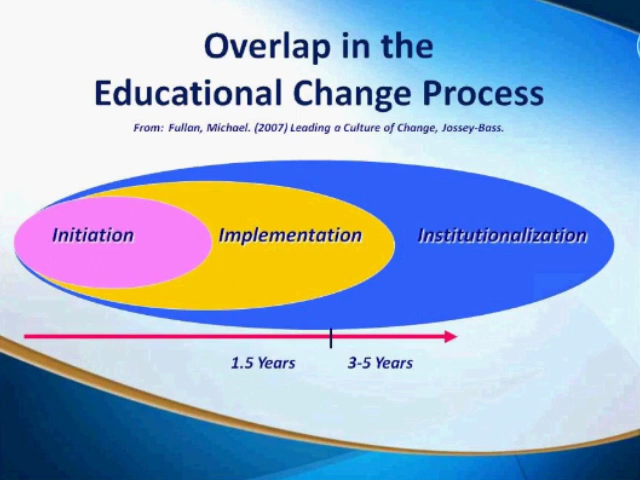 Overlap in the
Educational Change Process
From: Fullan, Michael. (2007) Leading a Culture of Change, Jossey-Bass.
Initiation Implementation Institutionalization
1.5 Years 3-5 Years